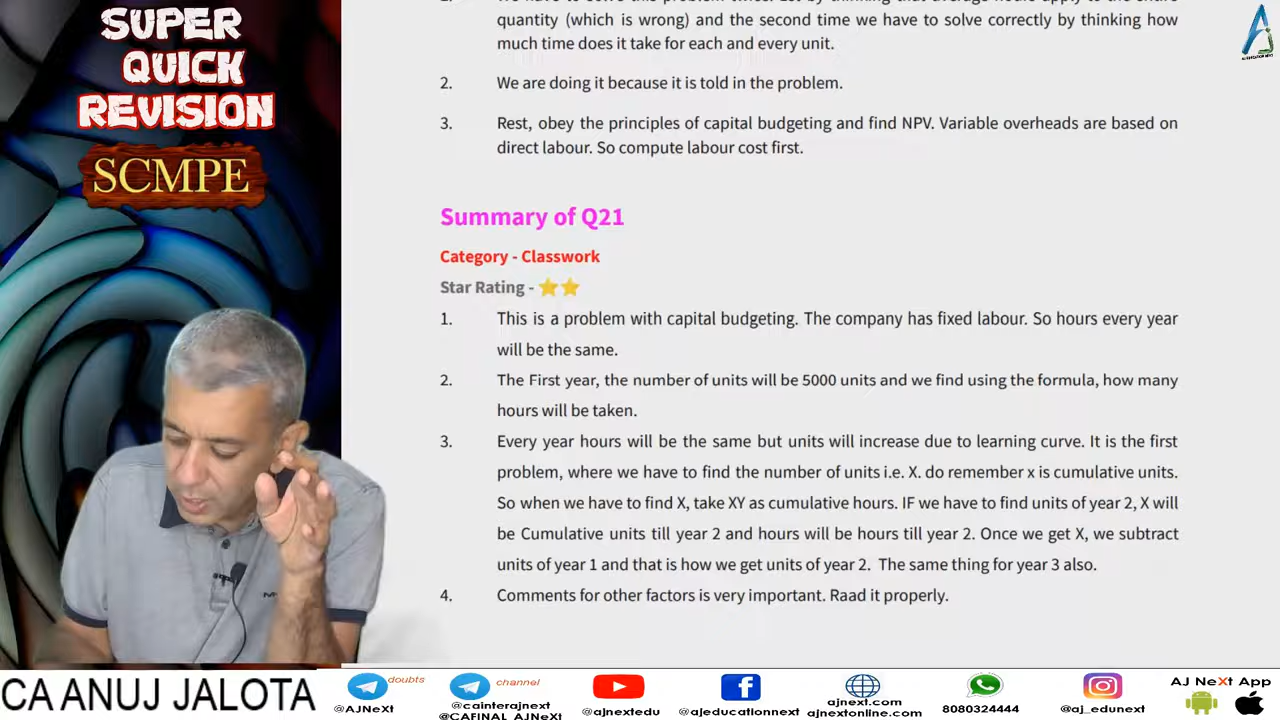 SUPER
QUICK
REVISION
SCMPE
quantity (which is wrong) and the second time we have to solve correctly by thinking how
much time does it take for each and every unit.
2. We are doing it because it is told in the problem.
3. Rest, obey the principles of capital budgeting and find NPV. Variable overheads are based on
direct labour. So compute labour cost first.
Summary of Q21
Category - Classwork
Star Rating - ⭐⭐
1. This is a problem with capital budgeting. The company has fixed labour. So hours every year
will be the same.
2. The First year, the number of units will be 5000 units and we find using the formula, how many
hours will be taken.
3. Every year hours will be the same but units will increase due to learning curve. It is the first
problem, where we have to find the number of units i.e. X. do remember x is cumulative units.
So when we have to find X, take XY as cumulative hours. IF we have to find units of year 2, X will
be Cumulative units till year 2 and hours will be hours till year 2. Once we get X, we subtract
units of year 1 and that is how we get units of year 2. The same thing for year 3 also.
4. Comments for other factors is very important. Raad it properly.
CA ANUJ JALOTA
doubts
@AJNeXt
channel
@cainterajnext
@CAFINAL_AJNeXt
@ajnextedu
@ajeducationnext
ajnext.com
ajnextonline.com
8080324444
@aj_edunext
AJ NeXt App